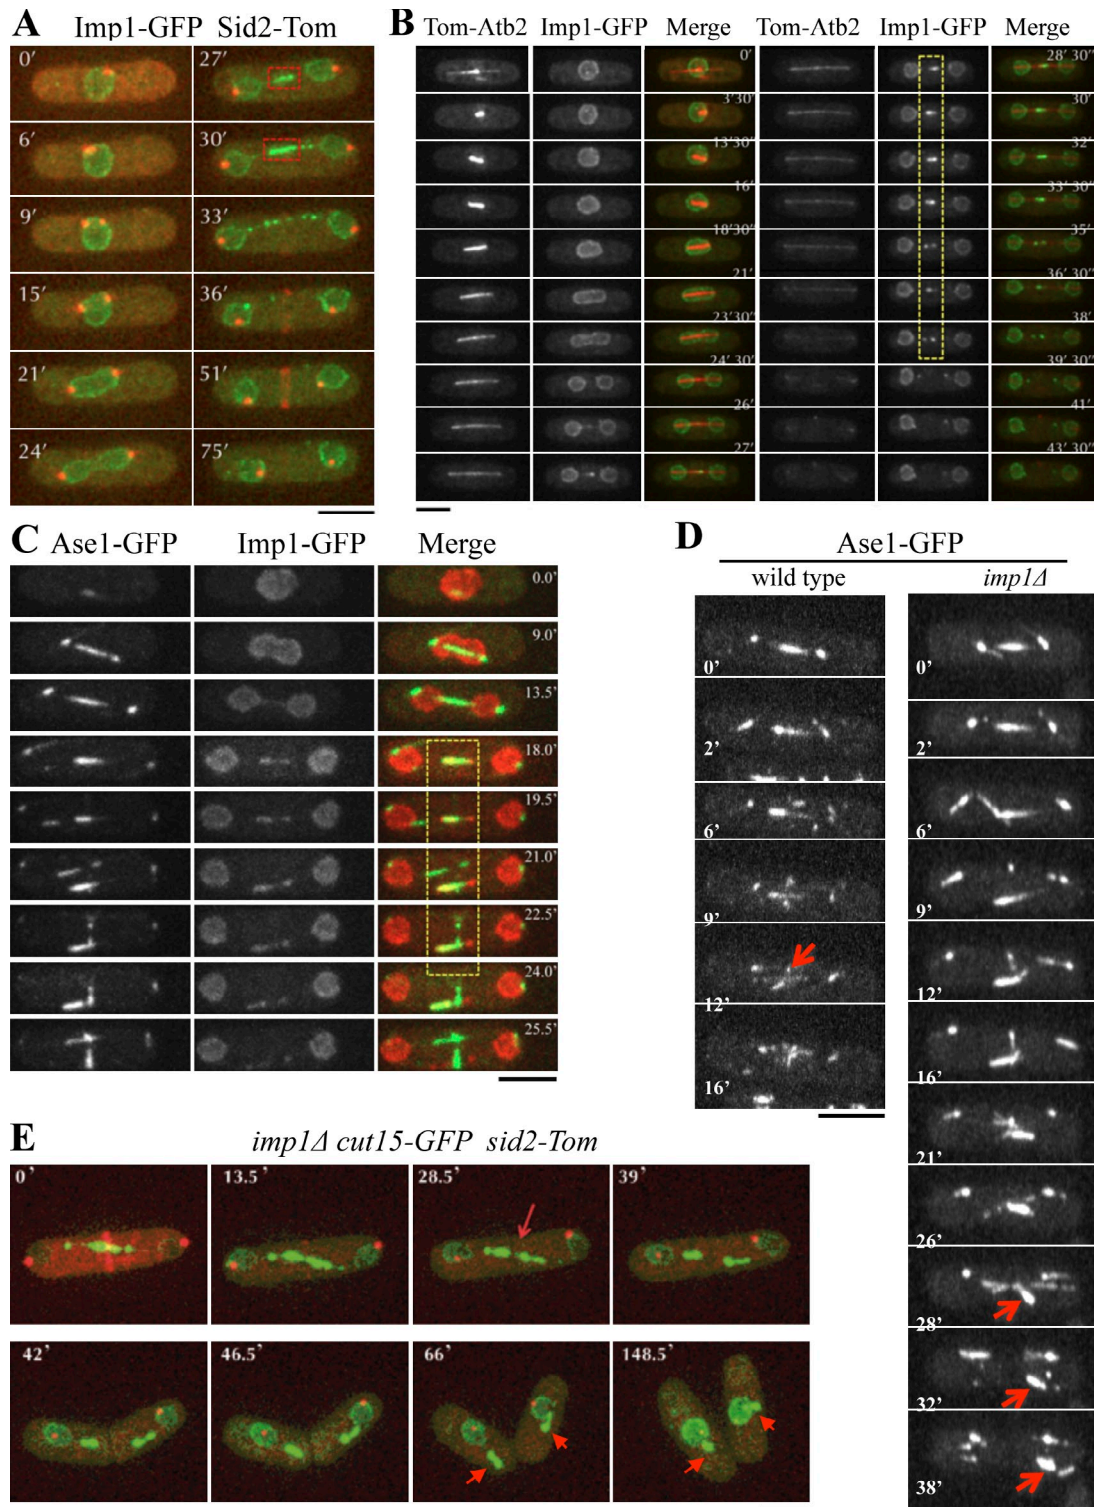 A
Imp1-GFP Sid2-Tom
0′ 27′
6′ 30′
9′ 33′
15′ 36′
21′ 51′
24′ 75′
B
Tom-Atb2 Imp1-GFP Merge Tom-Atb2 Imp1-GFP Merge
0′ 28′ 30″
3′30″ 30′
13′30″ 32′
16′ 33′ 30″
18′30″ 35′
21′ 36′ 30″
23′30″ 38′
24′ 30″ 39′30″
26′ 41′
27′ 43′ 30″
C
Ase1-GFP Imp1-GFP Merge
0.0’
9.0’
13.5’
18.0’
19.5’
21.0’
22.5’
24.0’
25.5’
D
Ase1-GFP
wild type imp1Δ
0’ 0’
2’ 2’
6’ 6’
9’ 9’
12’ 12’
16’ 16’
21’
26’
28’
32’
38’
E
imp1Δ cut15-GFP sid2-Tom
0’ 13.5’ 28.5’ 39’
42’ 46.5’ 66’ 148.5’